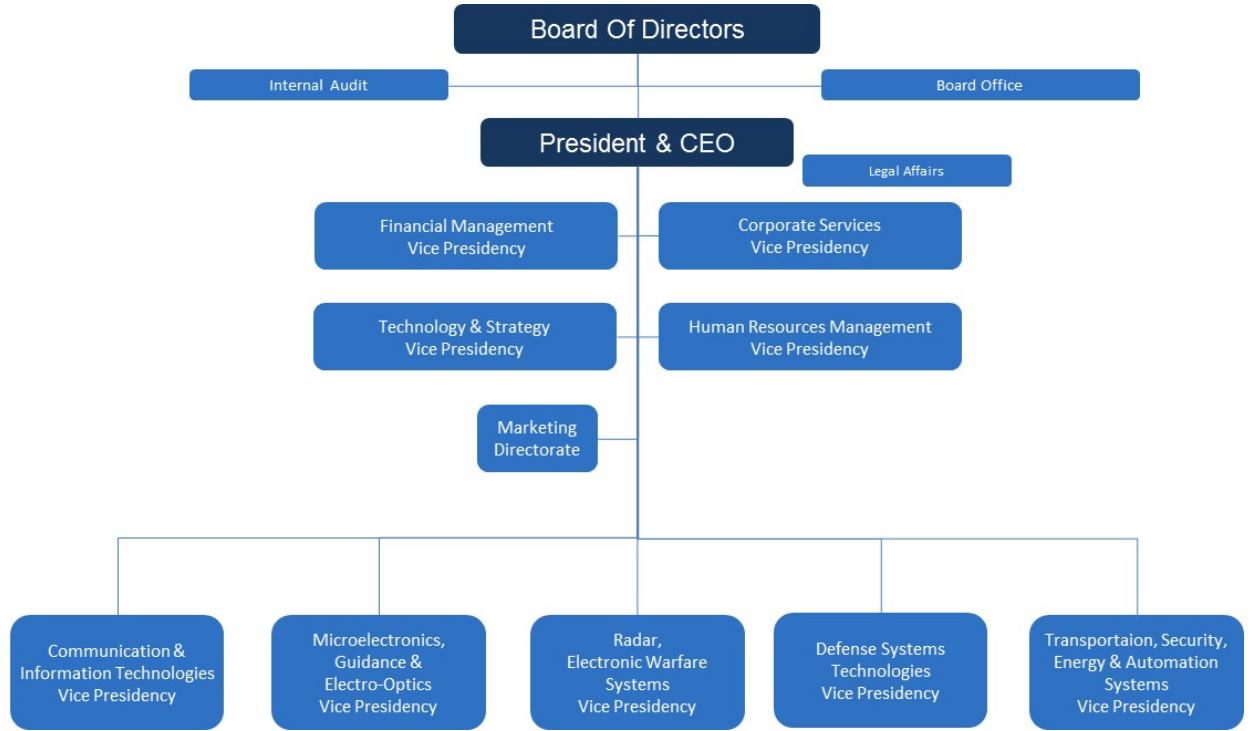 Board Of Directors
Internal Audit
Board Office
President & CEO
Legal Affairs
Financial Management
Vice Presidency
Corporate Services
Vice Presidency
Technology & Strategy
Vice Presidency
Human Resources Management
Vice Presidency
Marketing
Directorate
Communication &
Information Technologies
Vice Presidency
Microelectronics,
Guidance &
Electro-Optics
Vice Presidency
Radar,
Electronic Warfare
Systems
Vice Presidency
Defense Systems
Technologies
Vice Presidency
Transportaion, Security,
Energy & Automation
Systems
Vice Presidency